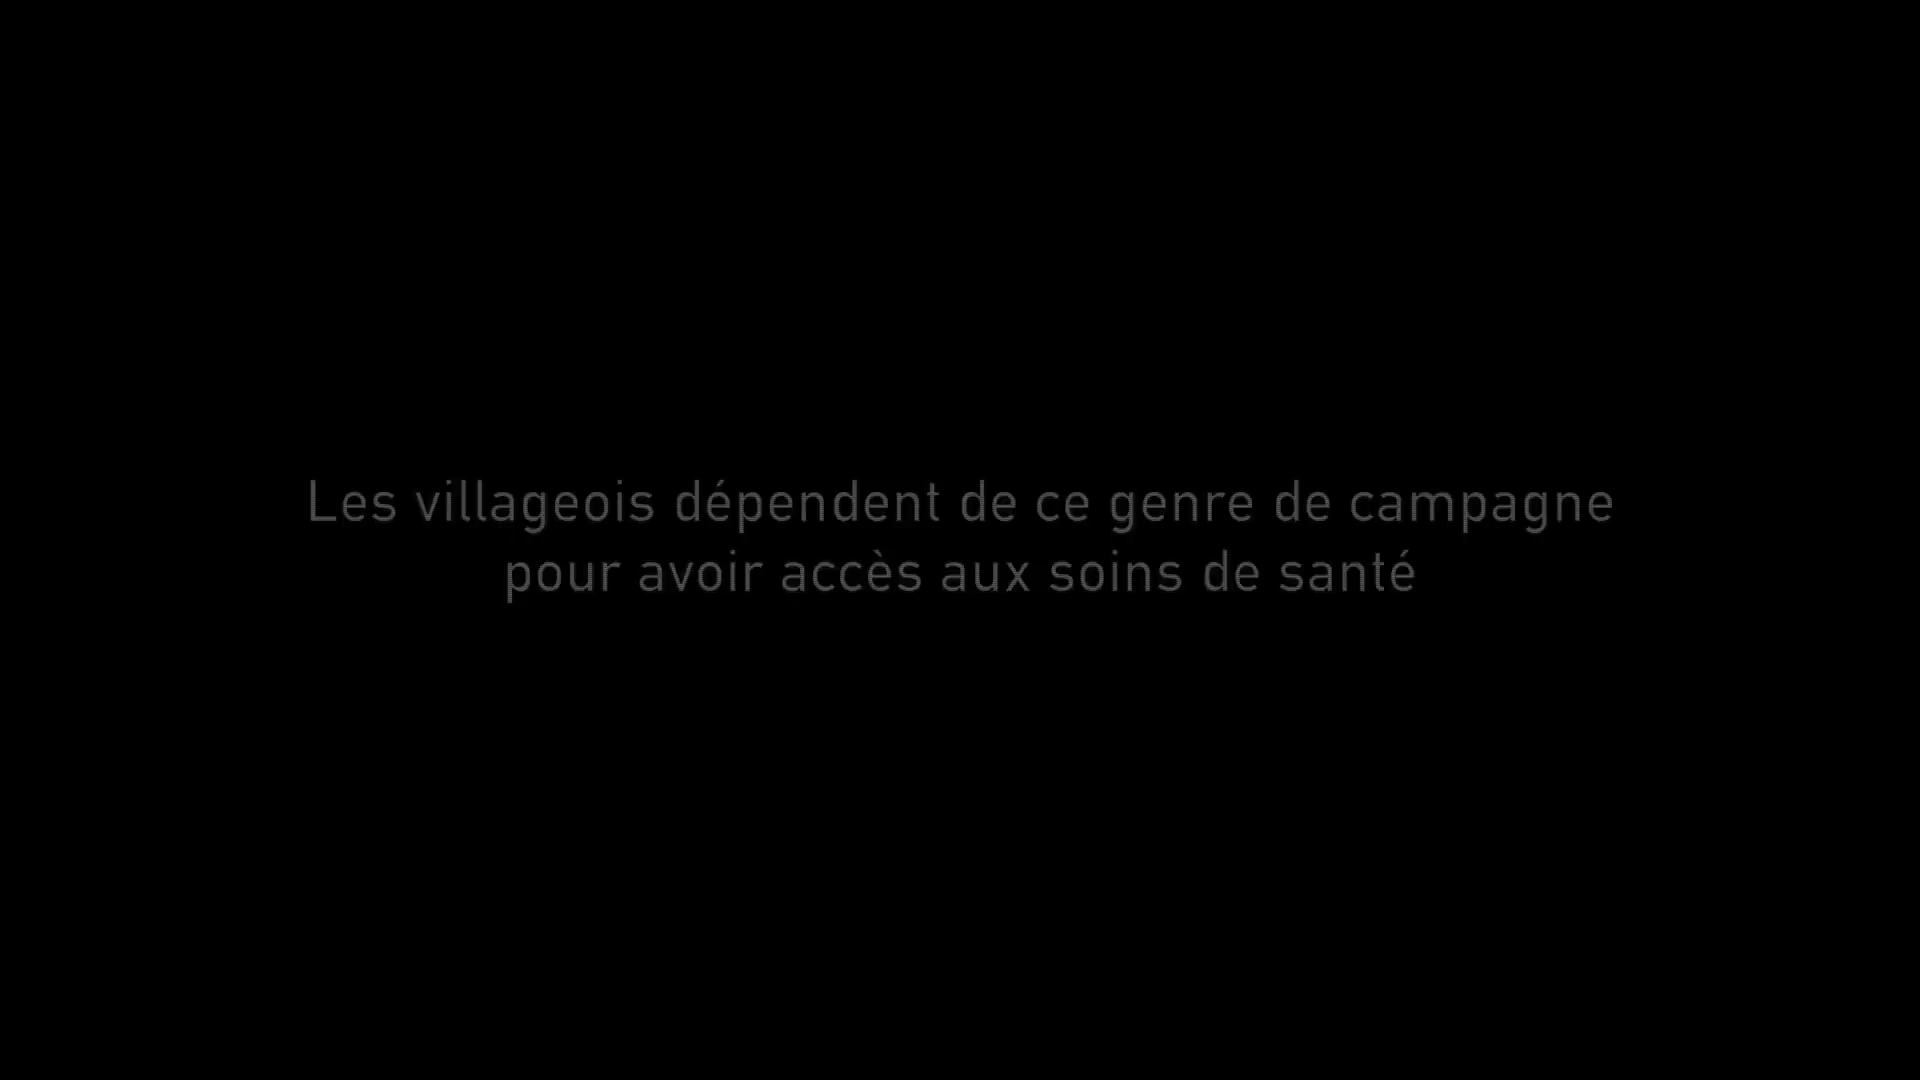 Les villageois dépendent de ce genre de campagne
pour avoir accès aux soins de santé